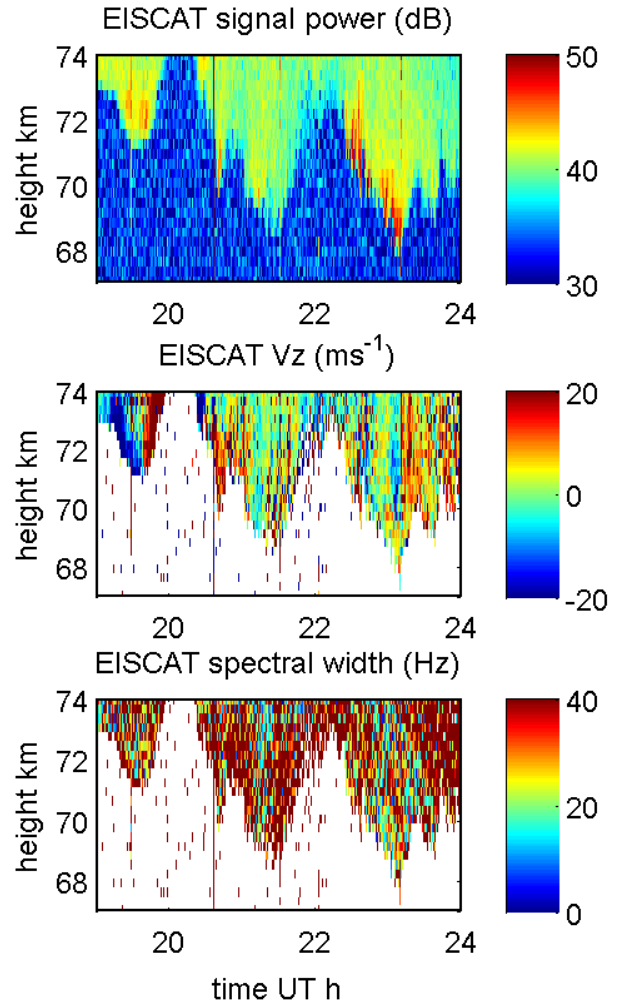 EISCAT signal power (dB)
74
72
70
68
height km
20 22 24
50
40
30
EISCAT Vz (ms-1)
74
72
70
68
height km
20 22 24
20
0
-20
EISCAT spectral width (Hz)
74
72
70
68
height km
20 22 24
40
20
0
time UT h